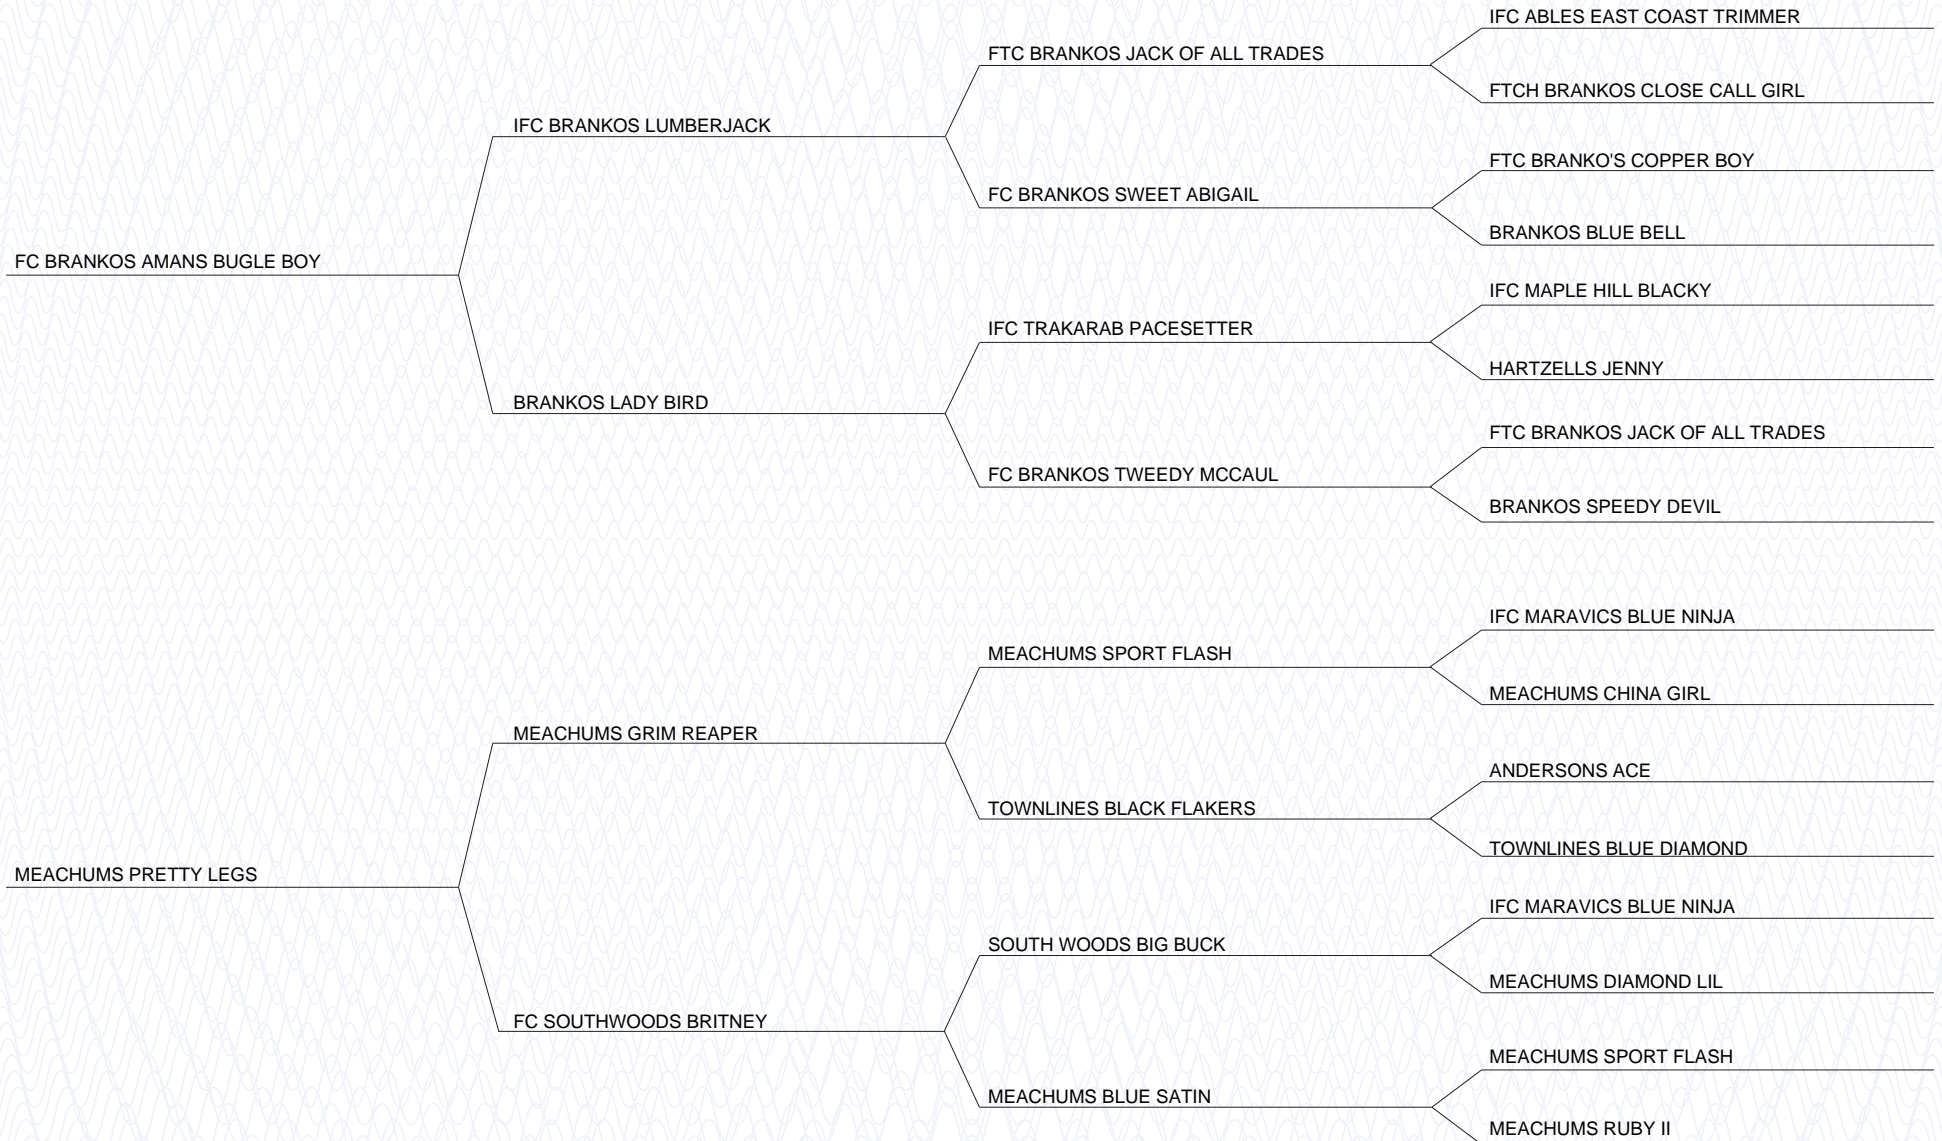 IFC ABLES EAST COAST TRIMMER
FTC BRANKOS JACK OF ALL TRADES
FTCH BRANKOS CLOSE CALL GIRL
IFC BRANKOS LUMBERJACK
FTC BRANKO'S COPPER BOY
FC BRANKOS SWEET ABIGAIL
BRANKOS BLUE BELL
FC BRANKOS AMANS BUGLE BOY
IFC MAPLE HILL BLACKY
IFC TRAKARAB PACESETTER
HARTZELLS JENNY
BRANKOS LADY BIRD
FTC BRANKOS JACK OF ALL TRADES
FC BRANKOS TWEEDY MCCAUL
BRANKOS SPEEDY DEVIL
IFC MARAVICS BLUE NINJA
MEACHUMS SPORT FLASH
MEACHUMS CHINA GIRL
MEACHUMS GRIM REAPER
ANDERSONS ACE
TOWNLINES BLACK FLAKERS
TOWNLINES BLUE DIAMOND
MEACHUMS PRETTY LEGS
IFC MARAVICS BLUE NINJA
SOUTH WOODS BIG BUCK
MEACHUMS DIAMOND LIL
FC SOUTHWOODS BRITNEY
MEACHUMS SPORT FLASH
MEACHUMS BLUE SATIN
MEACHUMS RUBY II